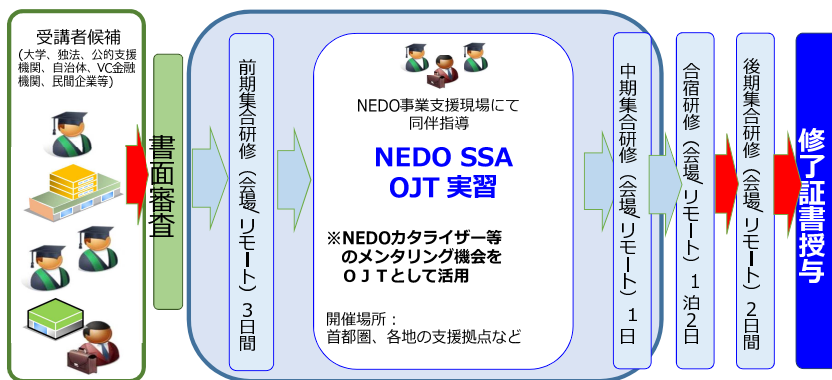 受講者候補
(大学、独法、公的支援
機関、自治体、VC金融
機関、民間企業等)
書面審査
前期集合研修（会場/リモート）３日間
NEDO事業支援現場にて
同伴指導
NEDO SSA
OJT 実習
※NEDOカタライザー等
のメンタリング機会を
ＯＪＴとして活用
開催場所：
首都圏、各地の支援拠点など
中期集合研修（会場/リモート）１日
合宿研修（会場/リモート）１泊２日
後期集合研修（会場/リモート）２日間
修了証書授与